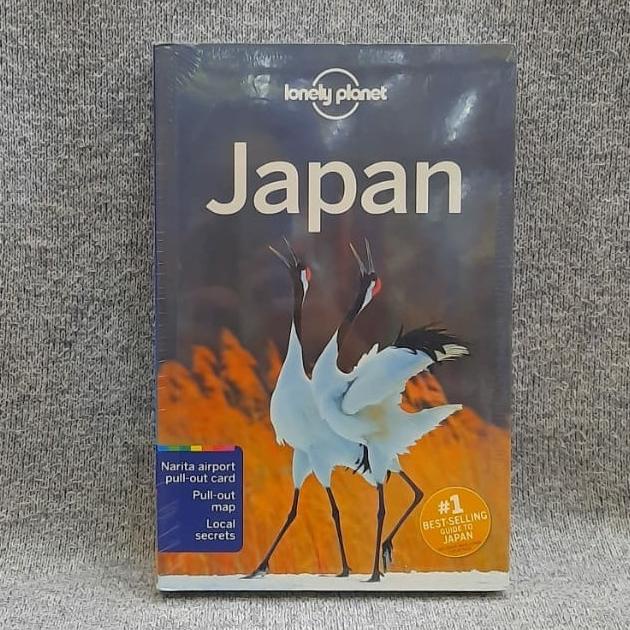 lonely planet
Japan
Narita airport
pull-out card
Pull-out
map
Local
secrets
#1
BEST-SELLING
GUIDE TO
JAPAN